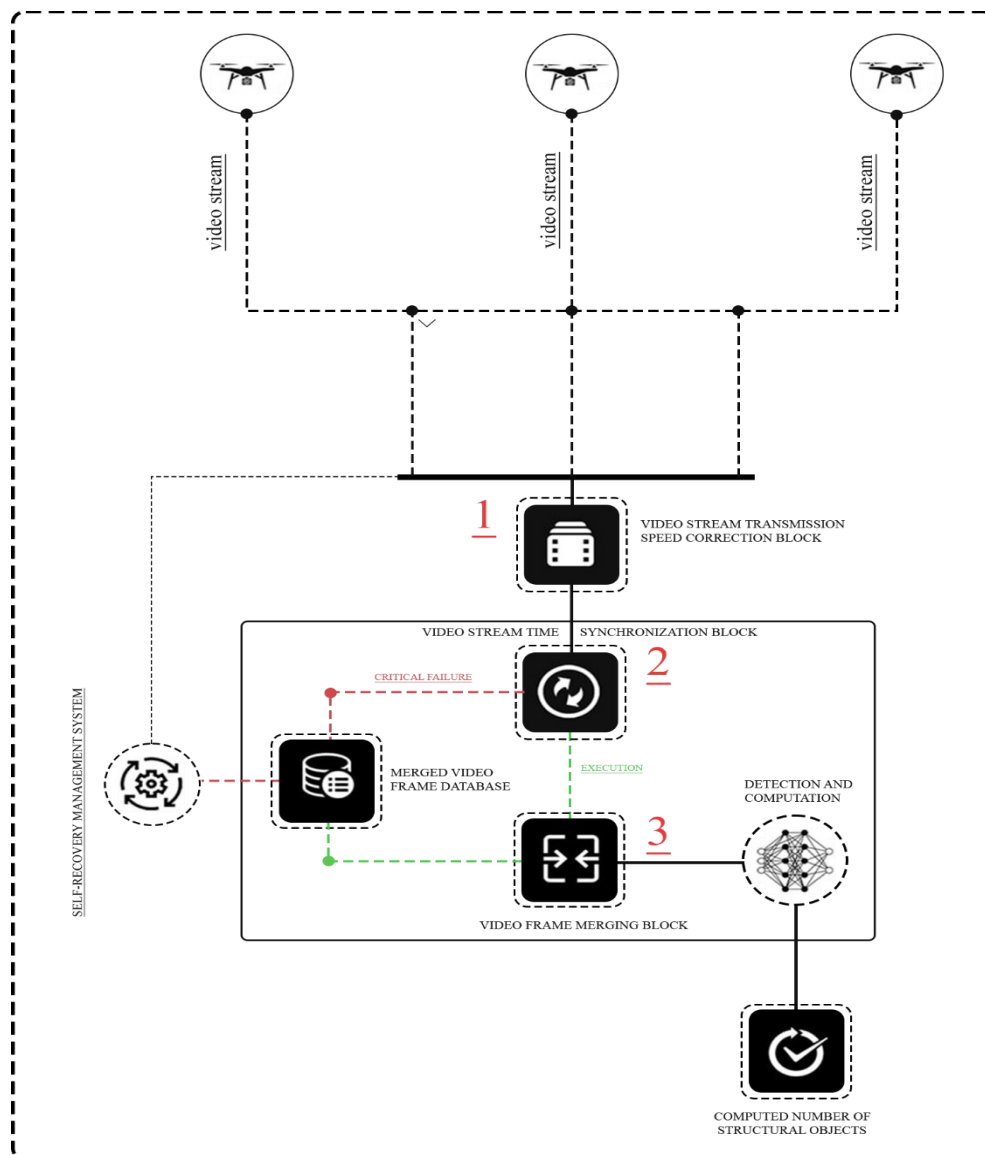 video stream
video stream
video stream
1
VIDEO STREAM TRANSMISSION
SPEED CORRECTION BLOCK
VIDEO STREAM TIME SYNCHRONIZATION BLOCK
2
CRITICAL FAILURE
SELF-RECOVERY MANAGEMENT SYSTEM
MERGED VIDEO
FRAME DATABASE
EXECUTION
DETECTION AND
COMPUTATION
3
VIDEO FRAME MERGING BLOCK
COMPUTED NUMBER OF
STRUCTURAL OBJECTS